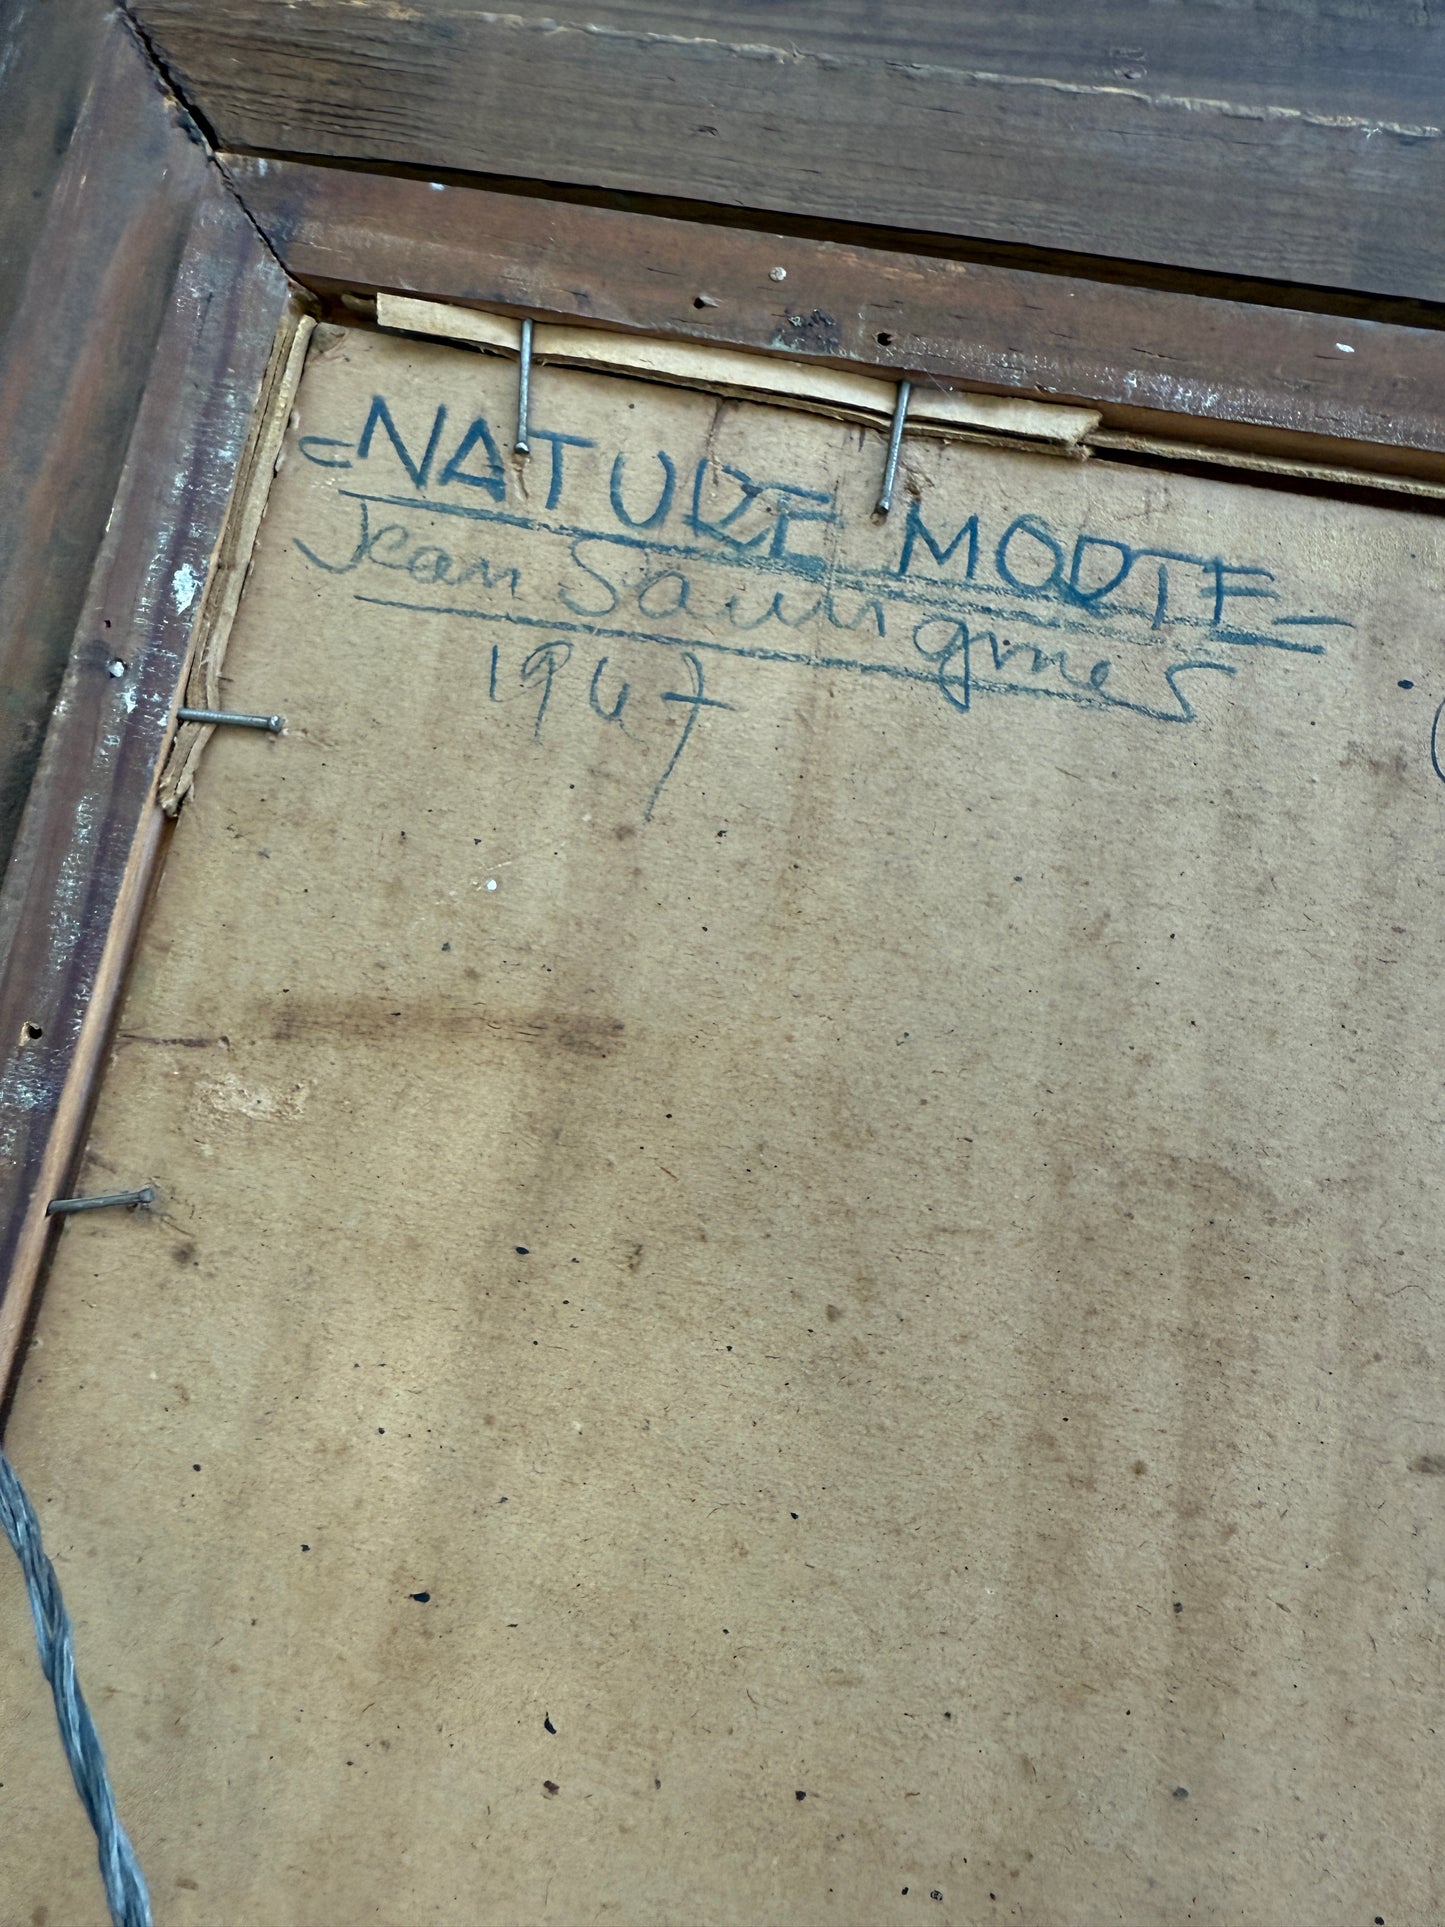 = NATURE MORTE =
Jean Sauvignes
1947